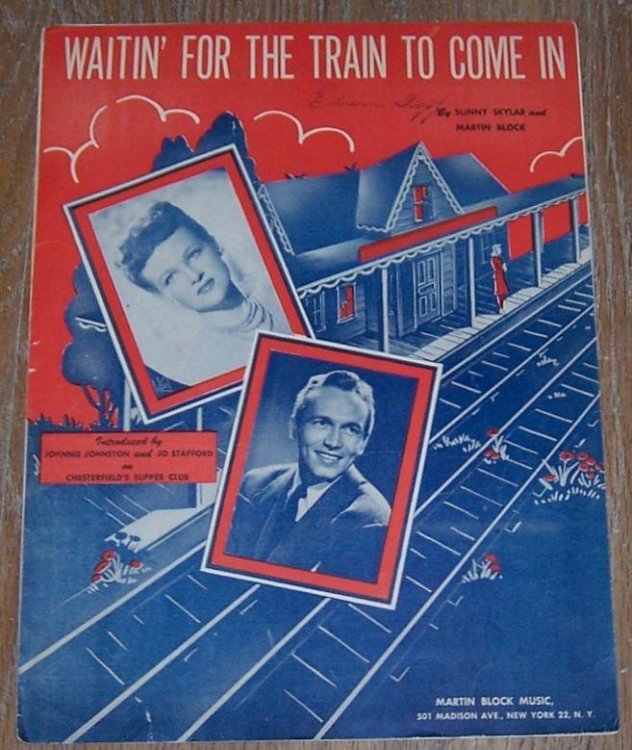 WAITIN' FOR THE TRAIN TO COME IN
By SUNNY SKYLAR and
MARTIN BLOCK
Introduced by
JOHNNIE JOHNSTON and JO STAFFORD
on
CHESTERFIELD'S SUPPER CLUB
MARTIN BLOCK MUSIC,
501 MADISON AVE., NEW YORK 22, N. Y.